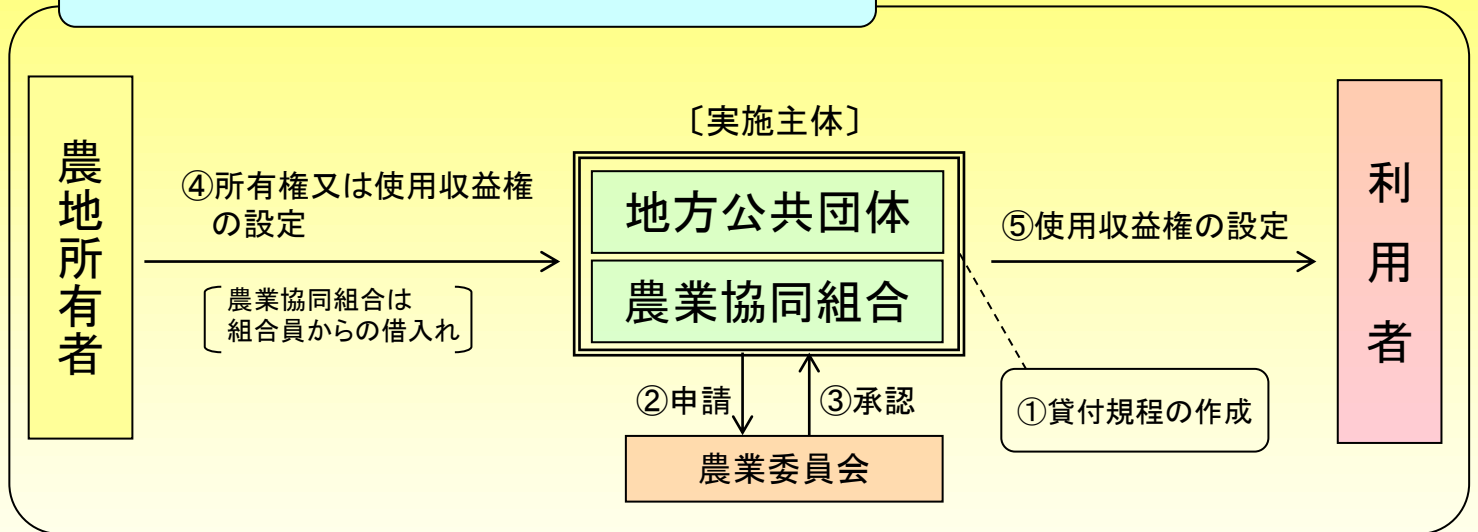 農地所有者
④所有権又は使用収益権
の設定
農業協同組合は
組合員からの借入れ
〔実施主体〕
地方公共団体
農業協同組合
②申請
③承認
農業委員会
⑤使用収益権の設定
①貸付規程の作成
利用者